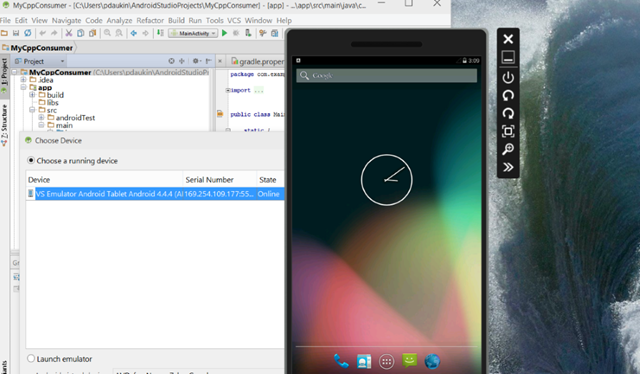 MyCppConsumer - [C:\Users\pdaukin\AndroidStudioProjects\MyCppConsumer] - [app] - ...\app\src\main\java\c...
File Edit View Navigate Code Analyze Refactor Build Run Tools VCS Window Help
MainActivity
MyCppConsumer
Project
gradle.proper
1: Project
MyCppConsumer (C:\Users\pdaukin\AndroidStudioPr
.idea
app
build
libs
src
androidTest
main
package com.exam
import ...
public class Mai
static {
7: Structure
Choose Device
Choose a running device
Device Serial Number State
VS Emulator Android Tablet Android 4.4.4 (AI 169.254.109.177:55... Online
Launch emulator
3:09
Google